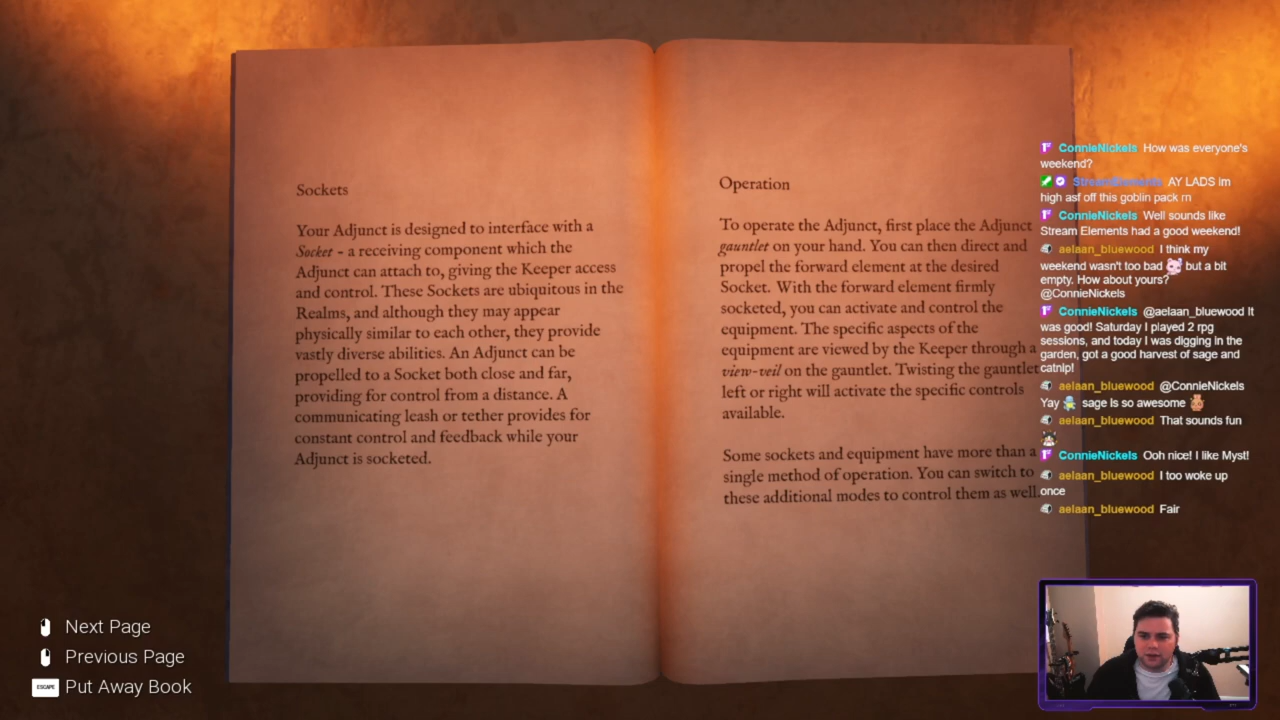 Sockets
Your Adjunct is designed to interface with a
Socket - a receiving component which the
Adjunct can attach to, giving the Keeper access
and control. These Sockets are ubiquitous in the
Realms, and although they may appear
physically similar to each other, they provide
vastly diverse abilities. An Adjunct can be
propelled to a Socket both close and far,
providing for control from a distance. A
communicating leash or tether provides for
constant control and feedback while your
Adjunct is socketed.
Operation
To operate the Adjunct, first place the Adjunct
gauntlet on your hand. You can then direct and
propel the forward element at the desired
Socket. With the forward element firmly
socketed, you can activate and control the
equipment. The specific aspects of the
equipment are viewed by the Keeper through a
view-veil on the gauntlet. Twisting the gauntlet
left or right will activate the specific controls
available.
Some sockets and equipment have more than a
single method of operation. You can switch to
these additional modes to control them as well.
ConnieNickels How was everyone's
weekend?
StreamElements AY LADS im
high asf off this goblin pack rn
ConnieNickels Well sounds like
Stream Elements had a good weekend!
aelaan_bluewood I think my
weekend wasn't too bad but a bit
empty. How about yours?
@ConnieNickels
ConnieNickels @aelaan_bluewood It
was good! Saturday I played 2 rpg
sessions, and today I was digging in the
garden, got a good harvest of sage and
catnip!
aelaan_bluewood @ConnieNickels
Yay sage is so awesome
aelaan_bluewood That sounds fun
ConnieNickels Ooh nice! I like Myst!
aelaan_bluewood I too woke up
once
aelaan_bluewood Fair
Next Page
Previous Page
ESCAPE Put Away Book